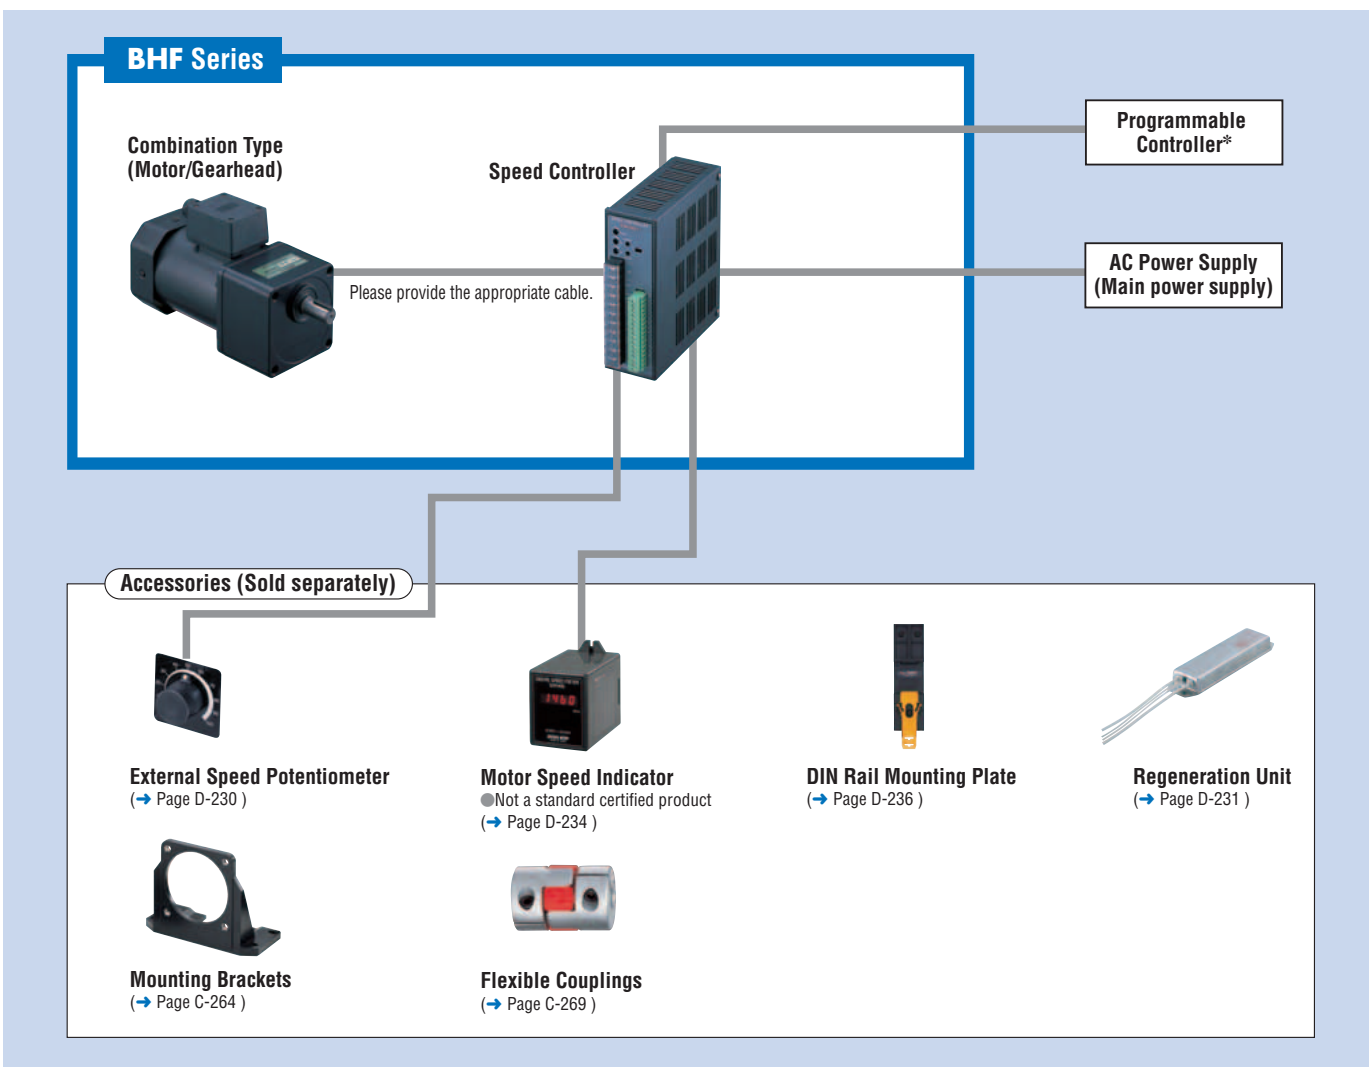 BHF Series
Combination Type
(Motor/Gearhead)
Speed Controller
Programmable
Controller*
AC Power Supply
(Main power supply)
Please provide the appropriate cable.
Accessories (Sold separately)
1460
External Speed Potentiometer
(➜ Page D-230 )
Motor Speed Indicator
●Not a standard certified product
(➜ Page D-234 )
DIN Rail Mounting Plate
(➜ Page D-236 )
Regeneration Unit
(➜ Page D-231 )
Mounting Brackets
(➜ Page C-264 )
Flexible Couplings
(➜ Page C-269 )